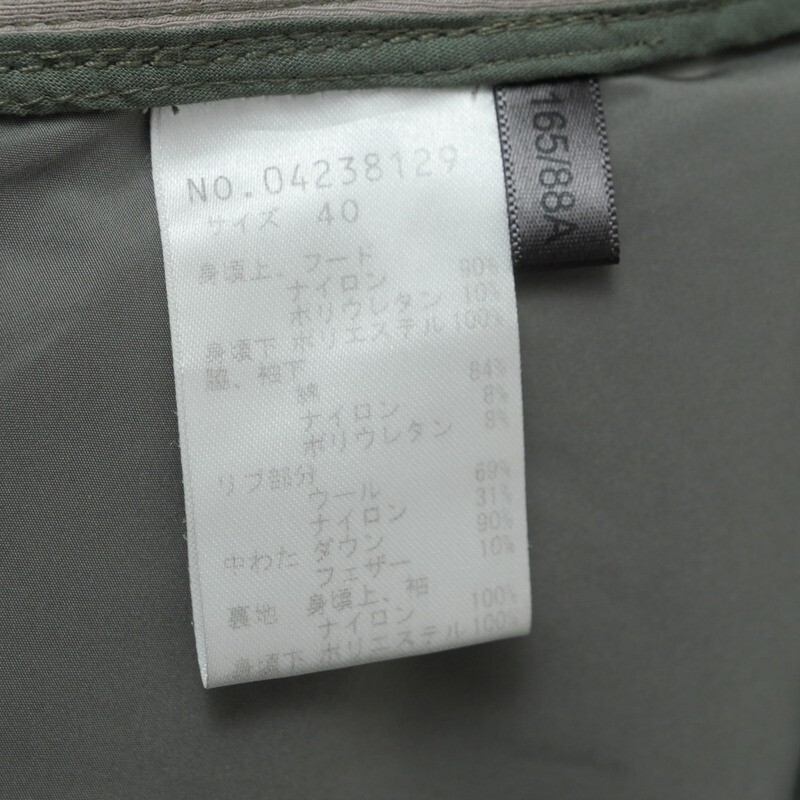 NO.04238129
サイズ 40
身頃上、フード
ナイロン 90%
ポリウレタン 10%
身頃下 ポリエステル 100%
脇、袖下
綿 84%
ナイロン 8%
ポリウレタン 8%
リブ部分
ウール 69%
ナイロン 31%
中わた ダウン 90%
フェザー 10%
裏地 身頃上、袖
ナイロン 100%
身頃下 ポリエステル 100%
165/88A